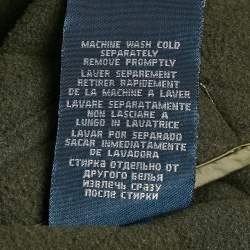 MACHINE WASH COLD
SEPARATELY
REMOVE PROMPTLY
LAVER SEPAREMENT
RETIRER RAPIDEMENT
DE LA MACHINE A LAVER
LAVARE SEPARATAMENTE
NON LASCIARE A
LUNGO IN LAVATRICE
LAVAR POR SEPARADO
SACAR INMEDIATAMENTE
DE LAVADORA
СТИРКА ОТДЕЛЬНО ОТ
ДРУГОГО БЕЛЬЯ
ИЗВЛЕЧЬ СРАЗУ
ПОСЛЕ СТИРКИ